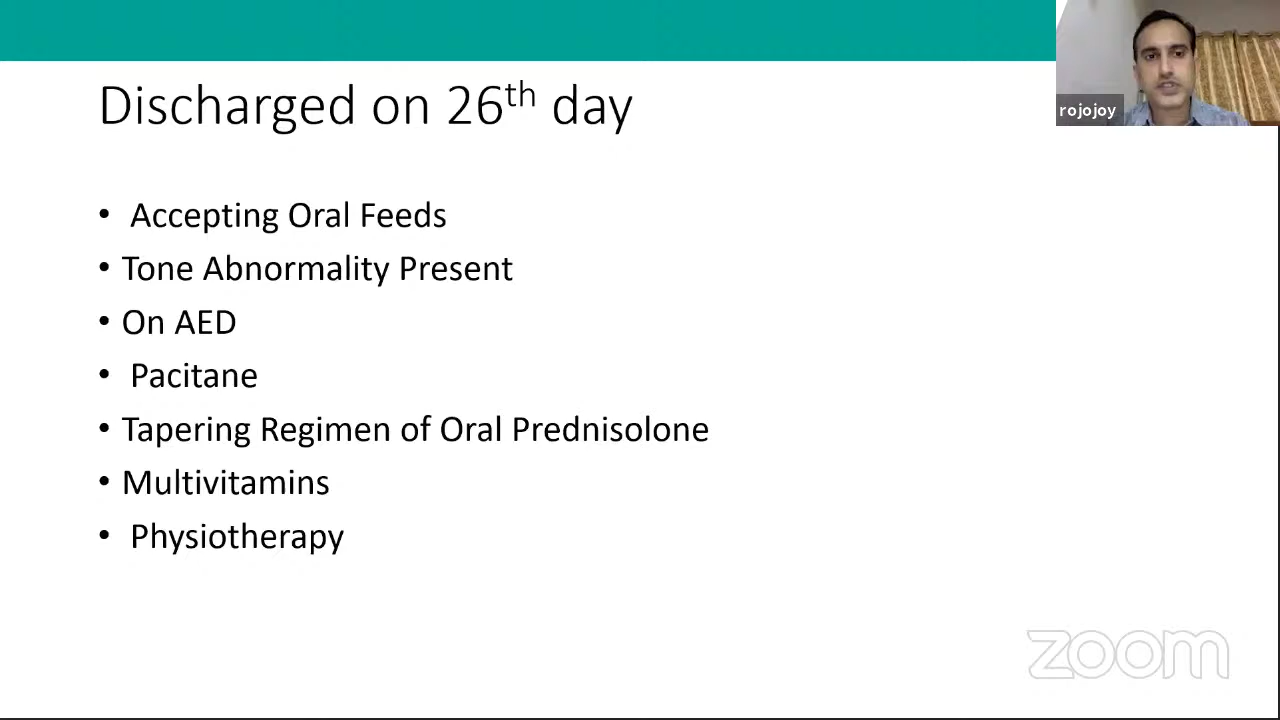 Discharged on 26th day
rojojoy
• Accepting Oral Feeds
• Tone Abnormality Present
• On AED
• Pacitane
• Tapering Regimen of Oral Prednisolone
• Multivitamins
• Physiotherapy
zoom